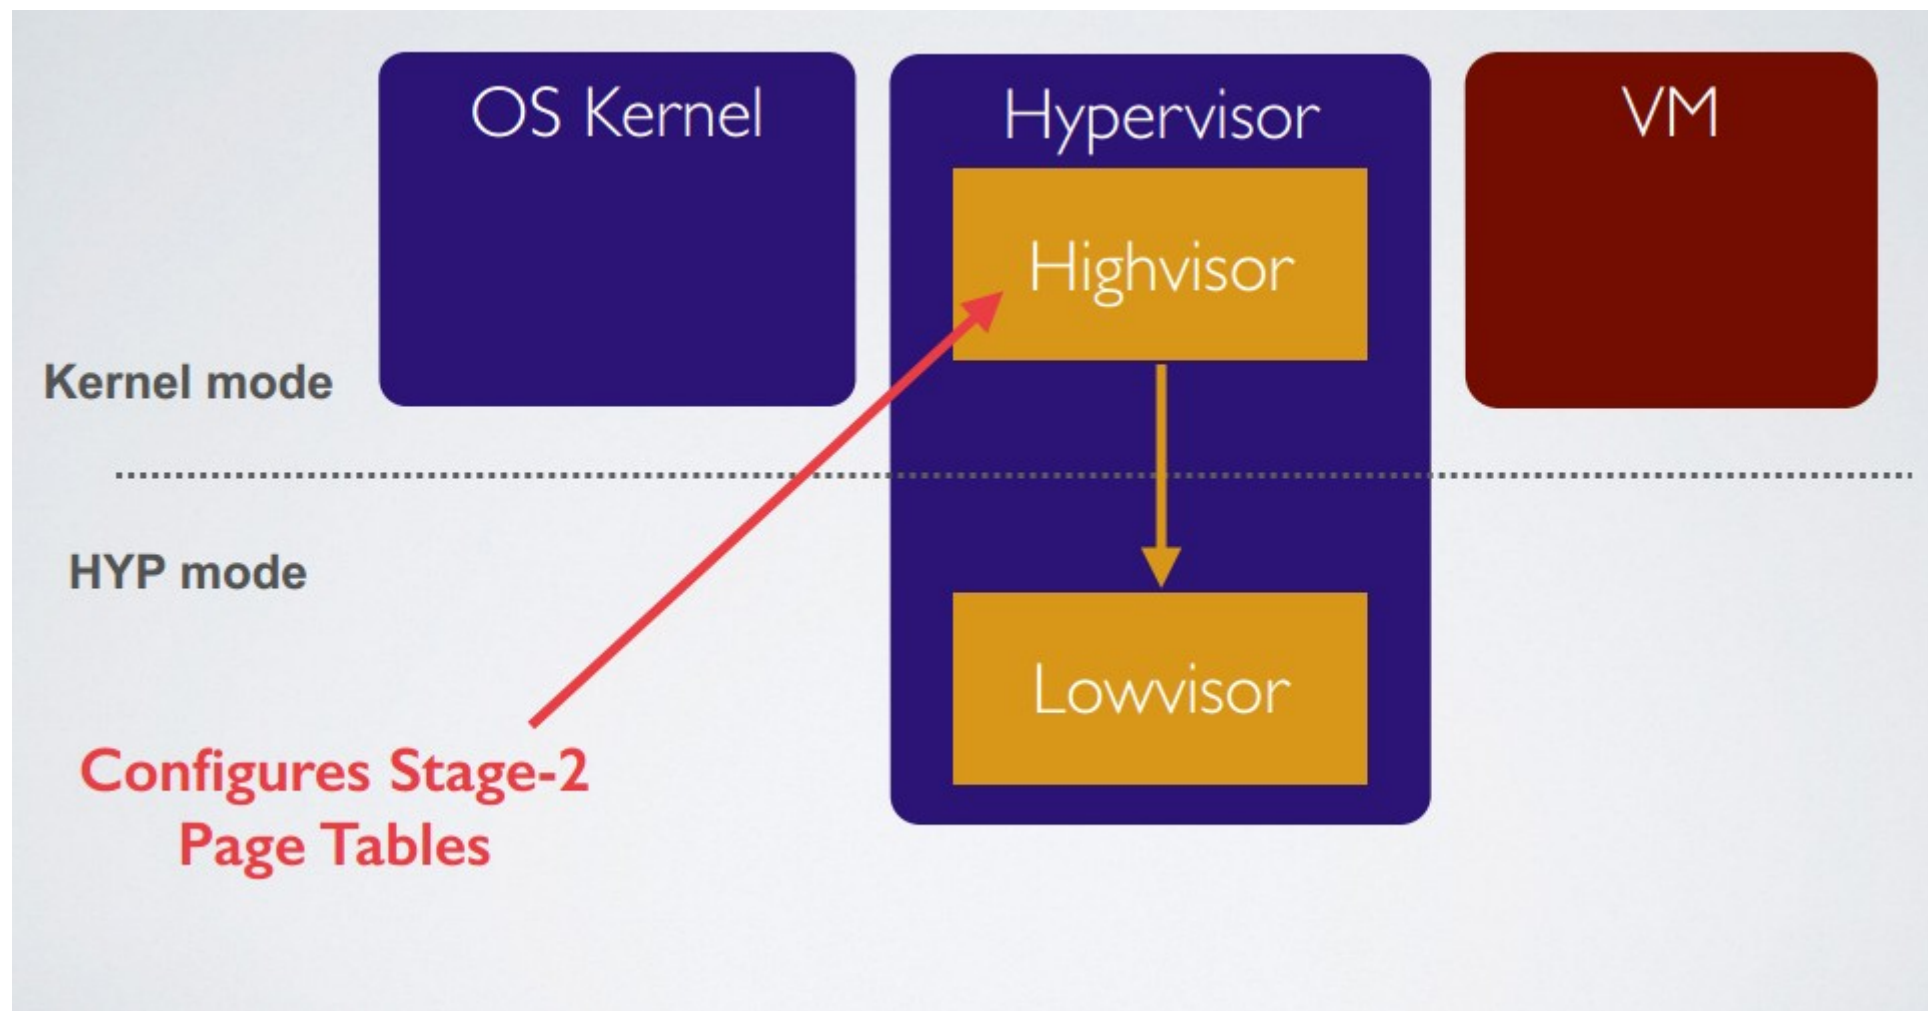 OS Kernel
Hypervisor
VM
Highvisor
Kernel mode
HYP mode
Lowvisor
Configures Stage-2
Page Tables